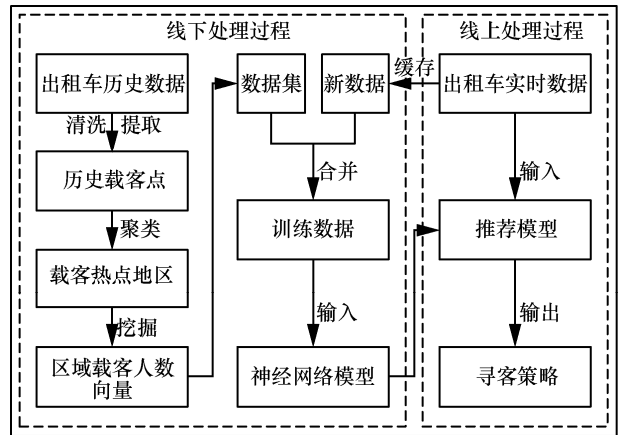 线下处理过程
线上处理过程
出租车历史数据
数据集
新数据
缓存
出租车实时数据
清洗 提取
历史载客点
合并
输入
聚类
训练数据
推荐模型
载客热点地区
挖掘
输入
输出
区域载客人数
向量
神经网络模型
寻客策略